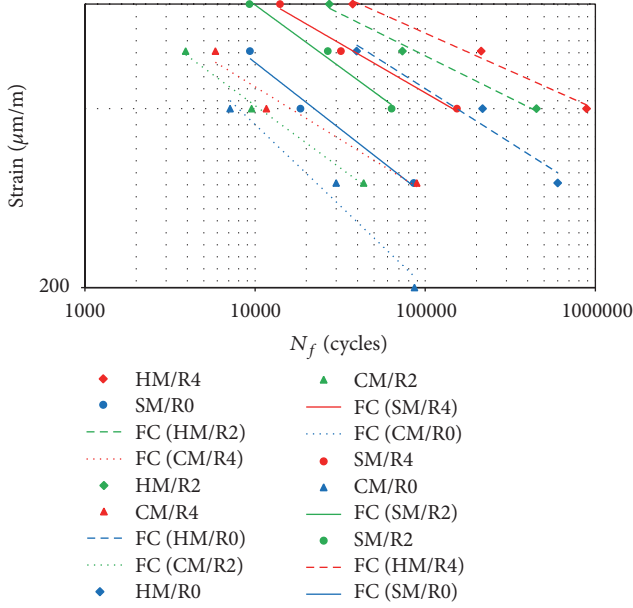 Strain (μm/m)
200
1000
10000
100000
1000000
N_f (cycles)
HM/R4
SM/R0
FC (HM/R2)
FC (CM/R4)
HM/R2
CM/R4
FC (HM/R0)
FC (CM/R2)
HM/R0
CM/R2
FC (SM/R4)
FC (CM/R0)
SM/R4
CM/R0
FC (SM/R2)
SM/R2
FC (HM/R4)
FC (SM/R0)